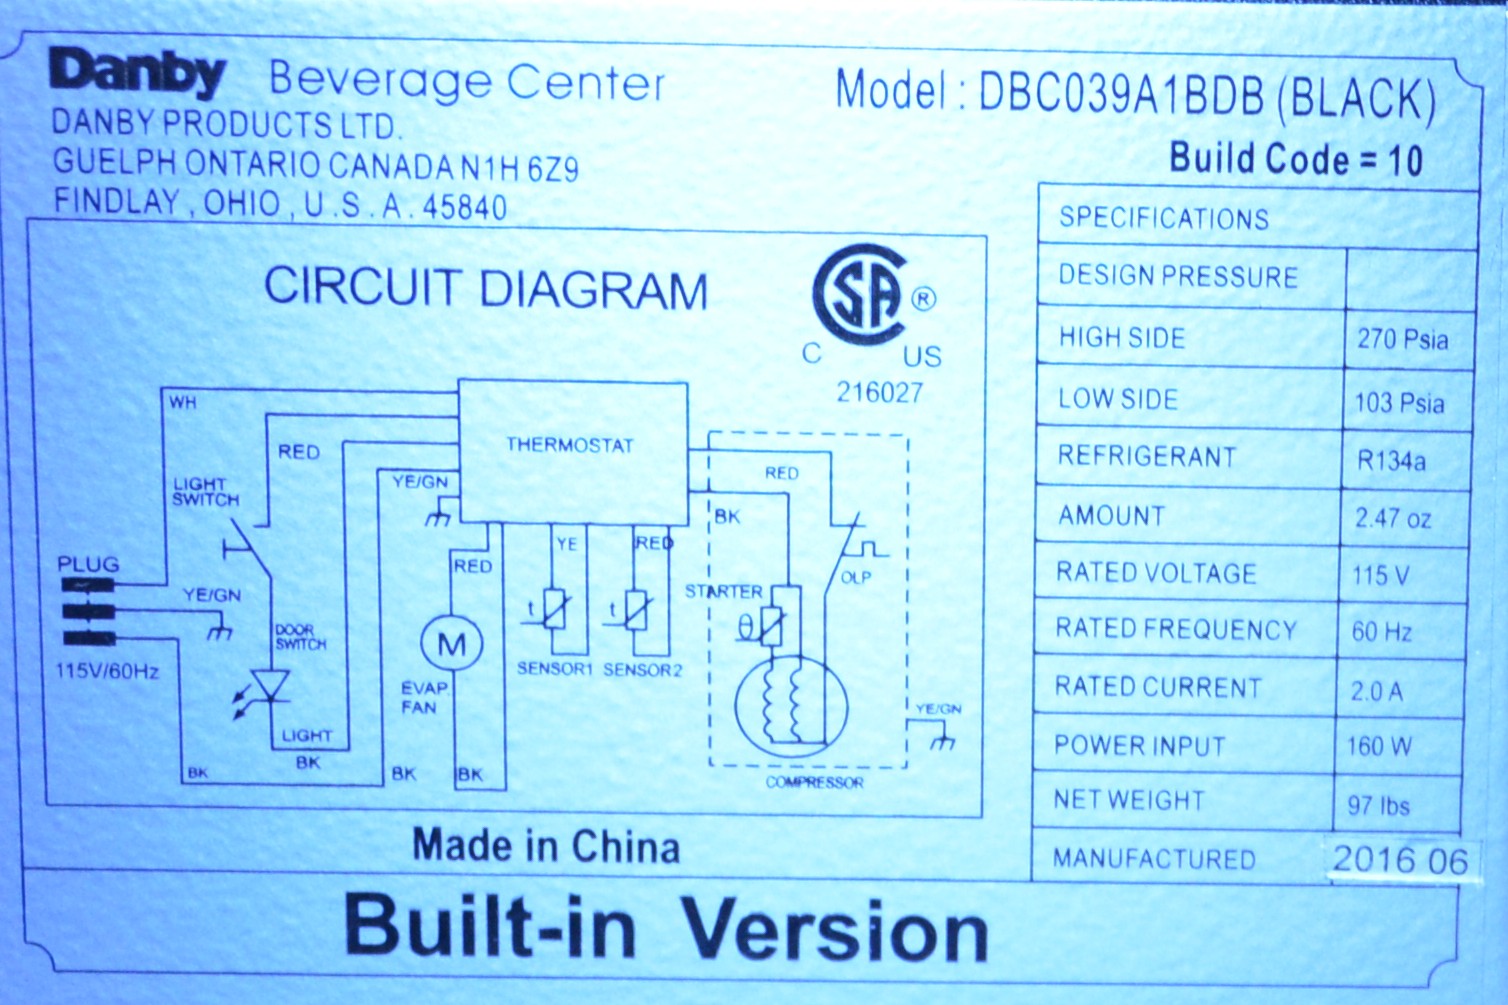 Danby Beverage Center
DANBY PRODUCTS LTD.
GUELPH ONTARIO CANADA N1H 6Z9
FINDLAY , OHIO , U . S . A . 45840
Model : DBC039A1BDB (BLACK)
Build Code = 10
CIRCUIT DIAGRAM
CSA ®
C US
216027
WH
RED
THERMOSTAT
RED
LIGHT
SWITCH
YE/GN
BK
YE
RED
RED
PLUG
OLP
YE/GN
STARTER
t
t
θ
DOOR
SWITCH
M
115V/60Hz
SENSOR1
SENSOR2
EVAP
FAN
YE/GN
LIGHT
BK
BK
BK
BK
COMPRESSOR
SPECIFICATIONS
DESIGN PRESSURE
HIGH SIDE 270 Psia
LOW SIDE 103 Psia
REFRIGERANT R134a
AMOUNT 2.47 oz
RATED VOLTAGE 115 V
RATED FREQUENCY 60 Hz
RATED CURRENT 2.0 A
POWER INPUT 160 W
NET WEIGHT 97 lbs
MANUFACTURED 2016 06
Made in China
Built-in Version